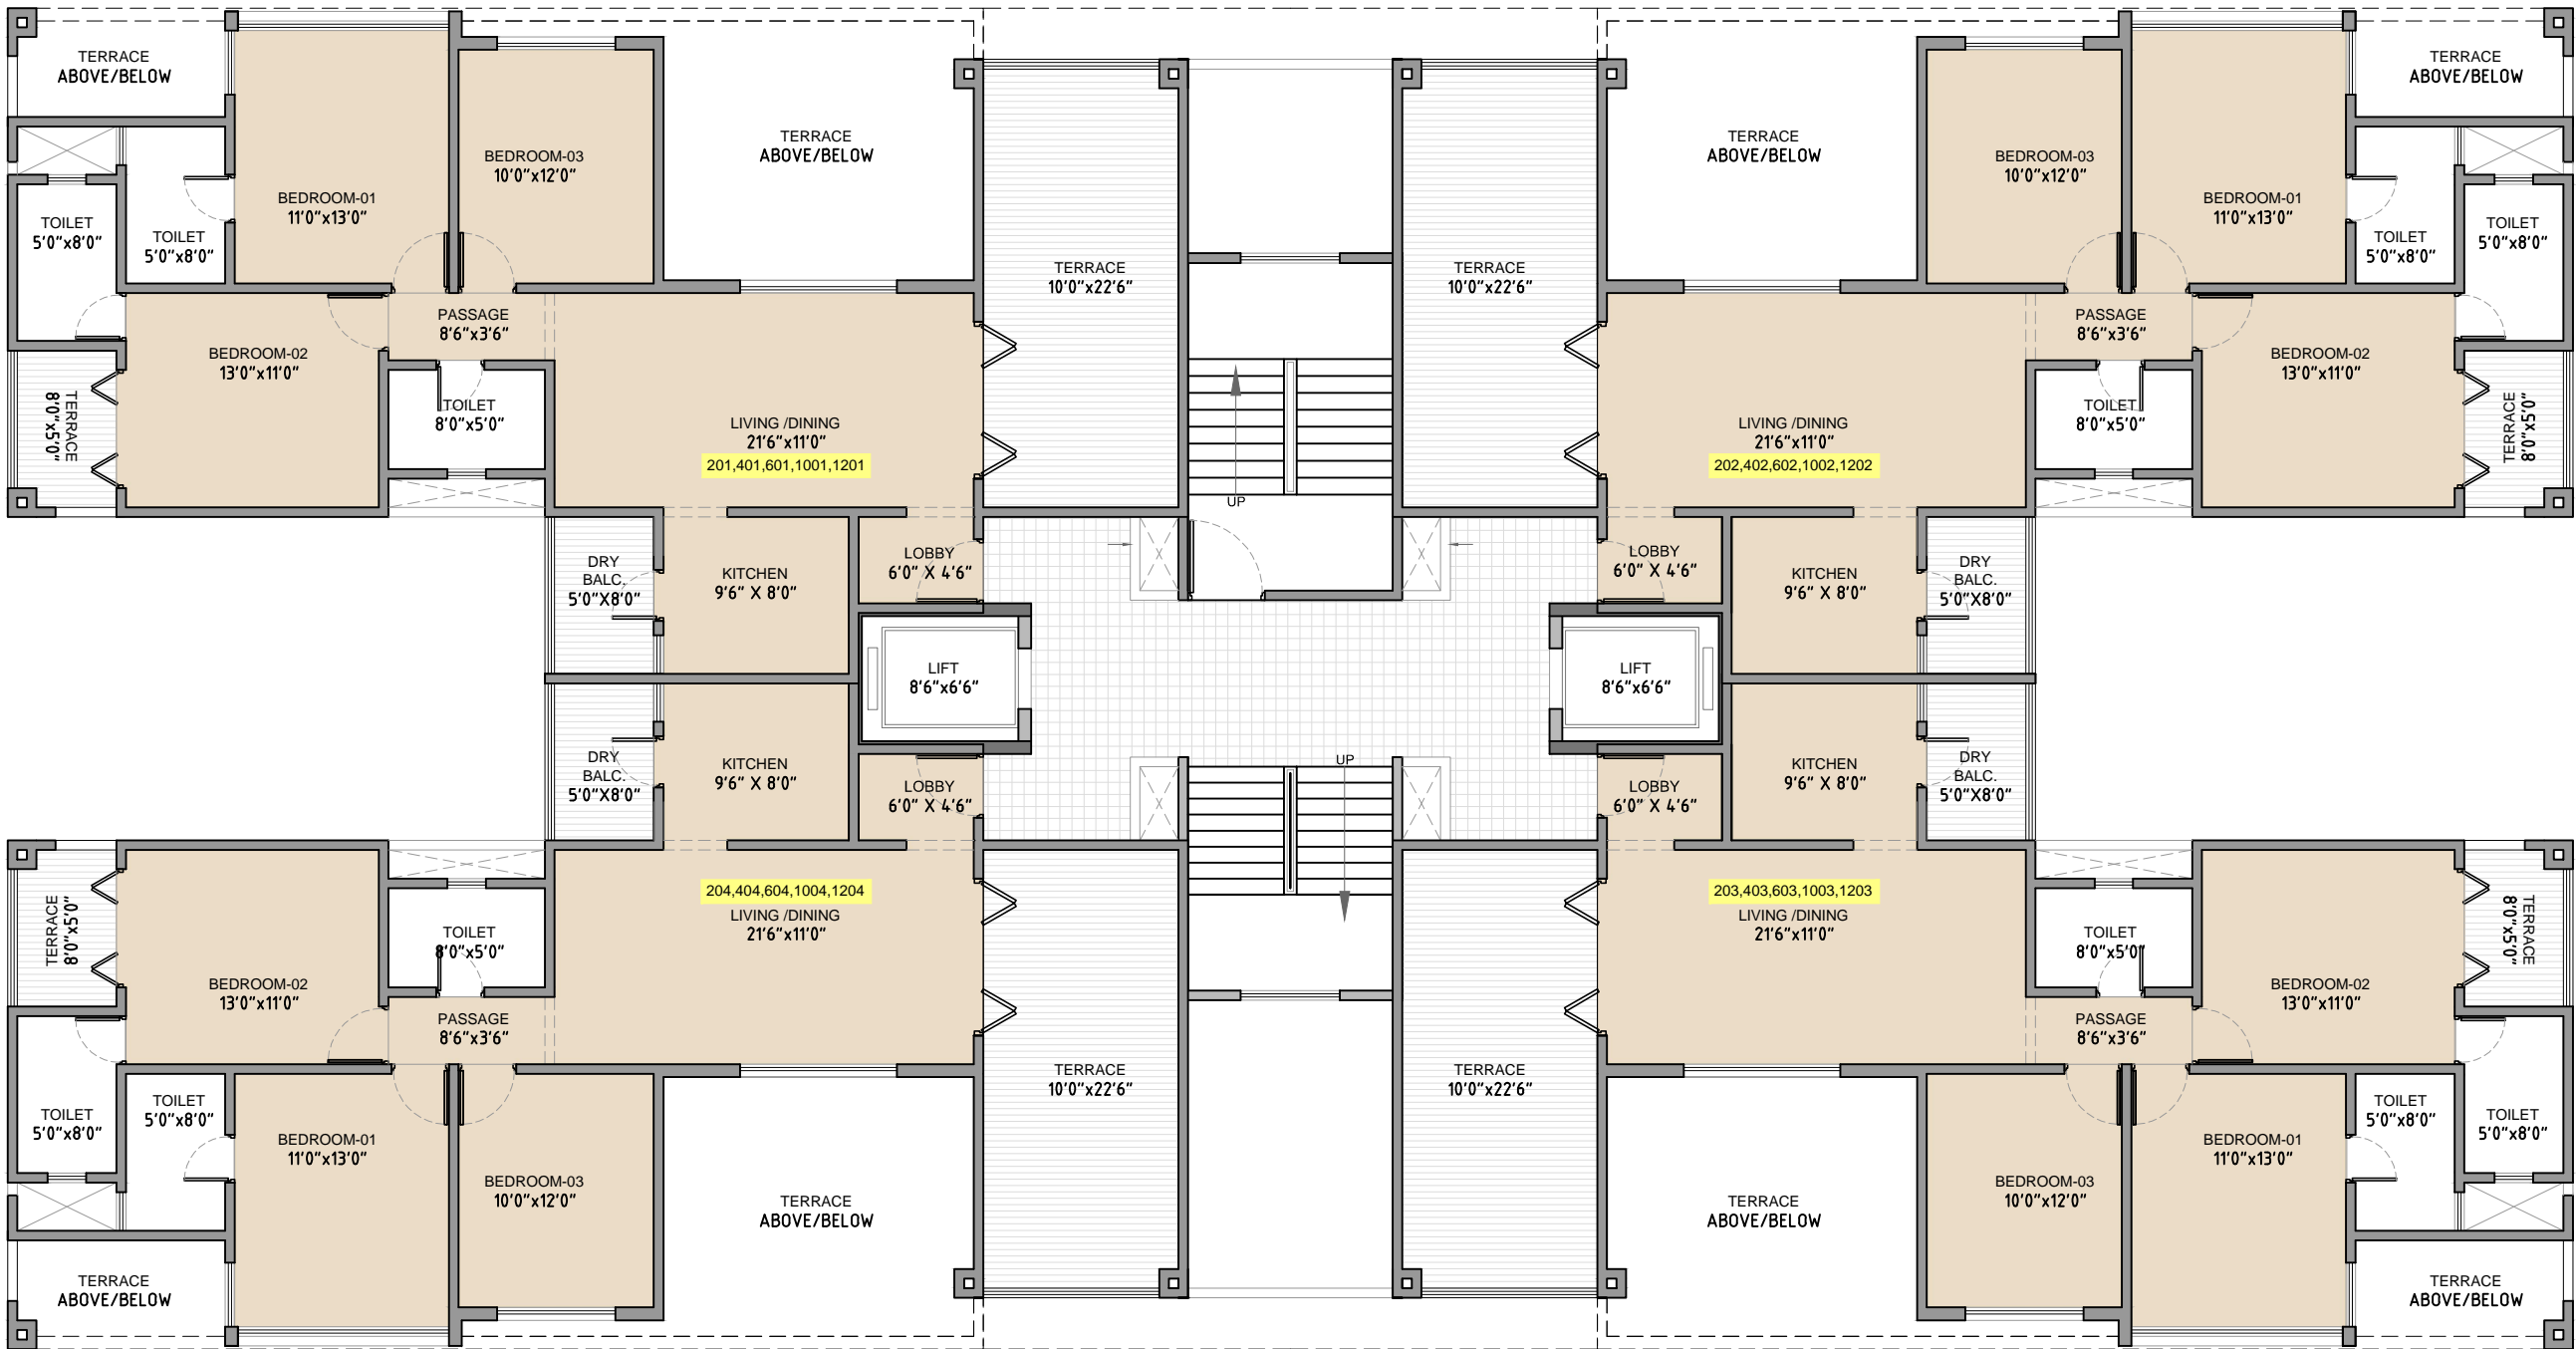 TERRACE
ABOVE/BELOW
BEDROOM-01
11'0"x13'0"
BEDROOM-03
10'0"x12'0"
TERRACE
ABOVE/BELOW
TOILET
5'0"x8'0"
TOILET
5'0"x8'0"
TERRACE
10'0"x22'6"
PASSAGE
8'6"x3'6"
BEDROOM-02
13'0"x11'0"
TERRACE
8'0"x5'0"
TOILET
8'0"x5'0"
LIVING /DINING
21'6"x11'0"
201,401,601,1001,1201
DRY
BALC.
5'0"X8'0"
KITCHEN
9'6" X 8'0"
LOBBY
6'0" X 4'6"
LIFT
8'6"x6'6"
UP
TERRACE
ABOVE/BELOW
BEDROOM-03
10'0"x12'0"
BEDROOM-01
11'0"x13'0"
TERRACE
ABOVE/BELOW
TERRACE
10'0"x22'6"
TOILET
5'0"x8'0"
TOILET
5'0"x8'0"
PASSAGE
8'6"x3'6"
BEDROOM-02
13'0"x11'0"
TOILET
8'0"x5'0"
TERRACE
8'0"x5'0"
LIVING /DINING
21'6"x11'0"
202,402,602,1002,1202
LOBBY
6'0" X 4'6"
KITCHEN
9'6" X 8'0"
DRY
BALC.
5'0"X8'0"
LIFT
8'6"x6'6"
DRY
BALC.
5'0"X8'0"
KITCHEN
9'6" X 8'0"
LOBBY
6'0" X 4'6"
204,404,604,1004,1204
LIVING /DINING
21'6"x11'0"
TERRACE
8'0"x5'0"
TOILET
8'0"x5'0"
BEDROOM-02
13'0"x11'0"
PASSAGE
8'6"x3'6"
TERRACE
10'0"x22'6"
TOILET
5'0"x8'0"
TOILET
5'0"x8'0"
BEDROOM-01
11'0"x13'0"
BEDROOM-03
10'0"x12'0"
TERRACE
ABOVE/BELOW
TERRACE
ABOVE/BELOW
UP
LOBBY
6'0" X 4'6"
KITCHEN
9'6" X 8'0"
DRY
BALC.
5'0"X8'0"
203,403,603,1003,1203
LIVING /DINING
21'6"x11'0"
TOILET
8'0"x5'0"
TERRACE
8'0"x5'0"
BEDROOM-02
13'0"x11'0"
PASSAGE
8'6"x3'6"
TERRACE
10'0"x22'6"
TOILET
5'0"x8'0"
TOILET
5'0"x8'0"
BEDROOM-01
11'0"x13'0"
BEDROOM-03
10'0"x12'0"
TERRACE
ABOVE/BELOW
TERRACE
ABOVE/BELOW